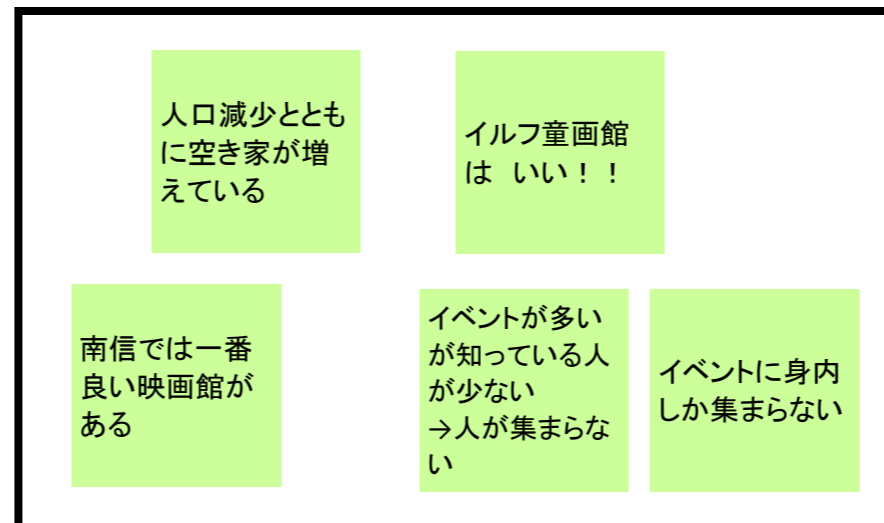 人口減少ととも
に空き家が増
えている
イルフ童画館
は　いい！！
南信では一番
良い映画館が
ある
イベントが多い
が知っている人
が少ない
→人が集まらな
い
イベントに身内
しか集まらない